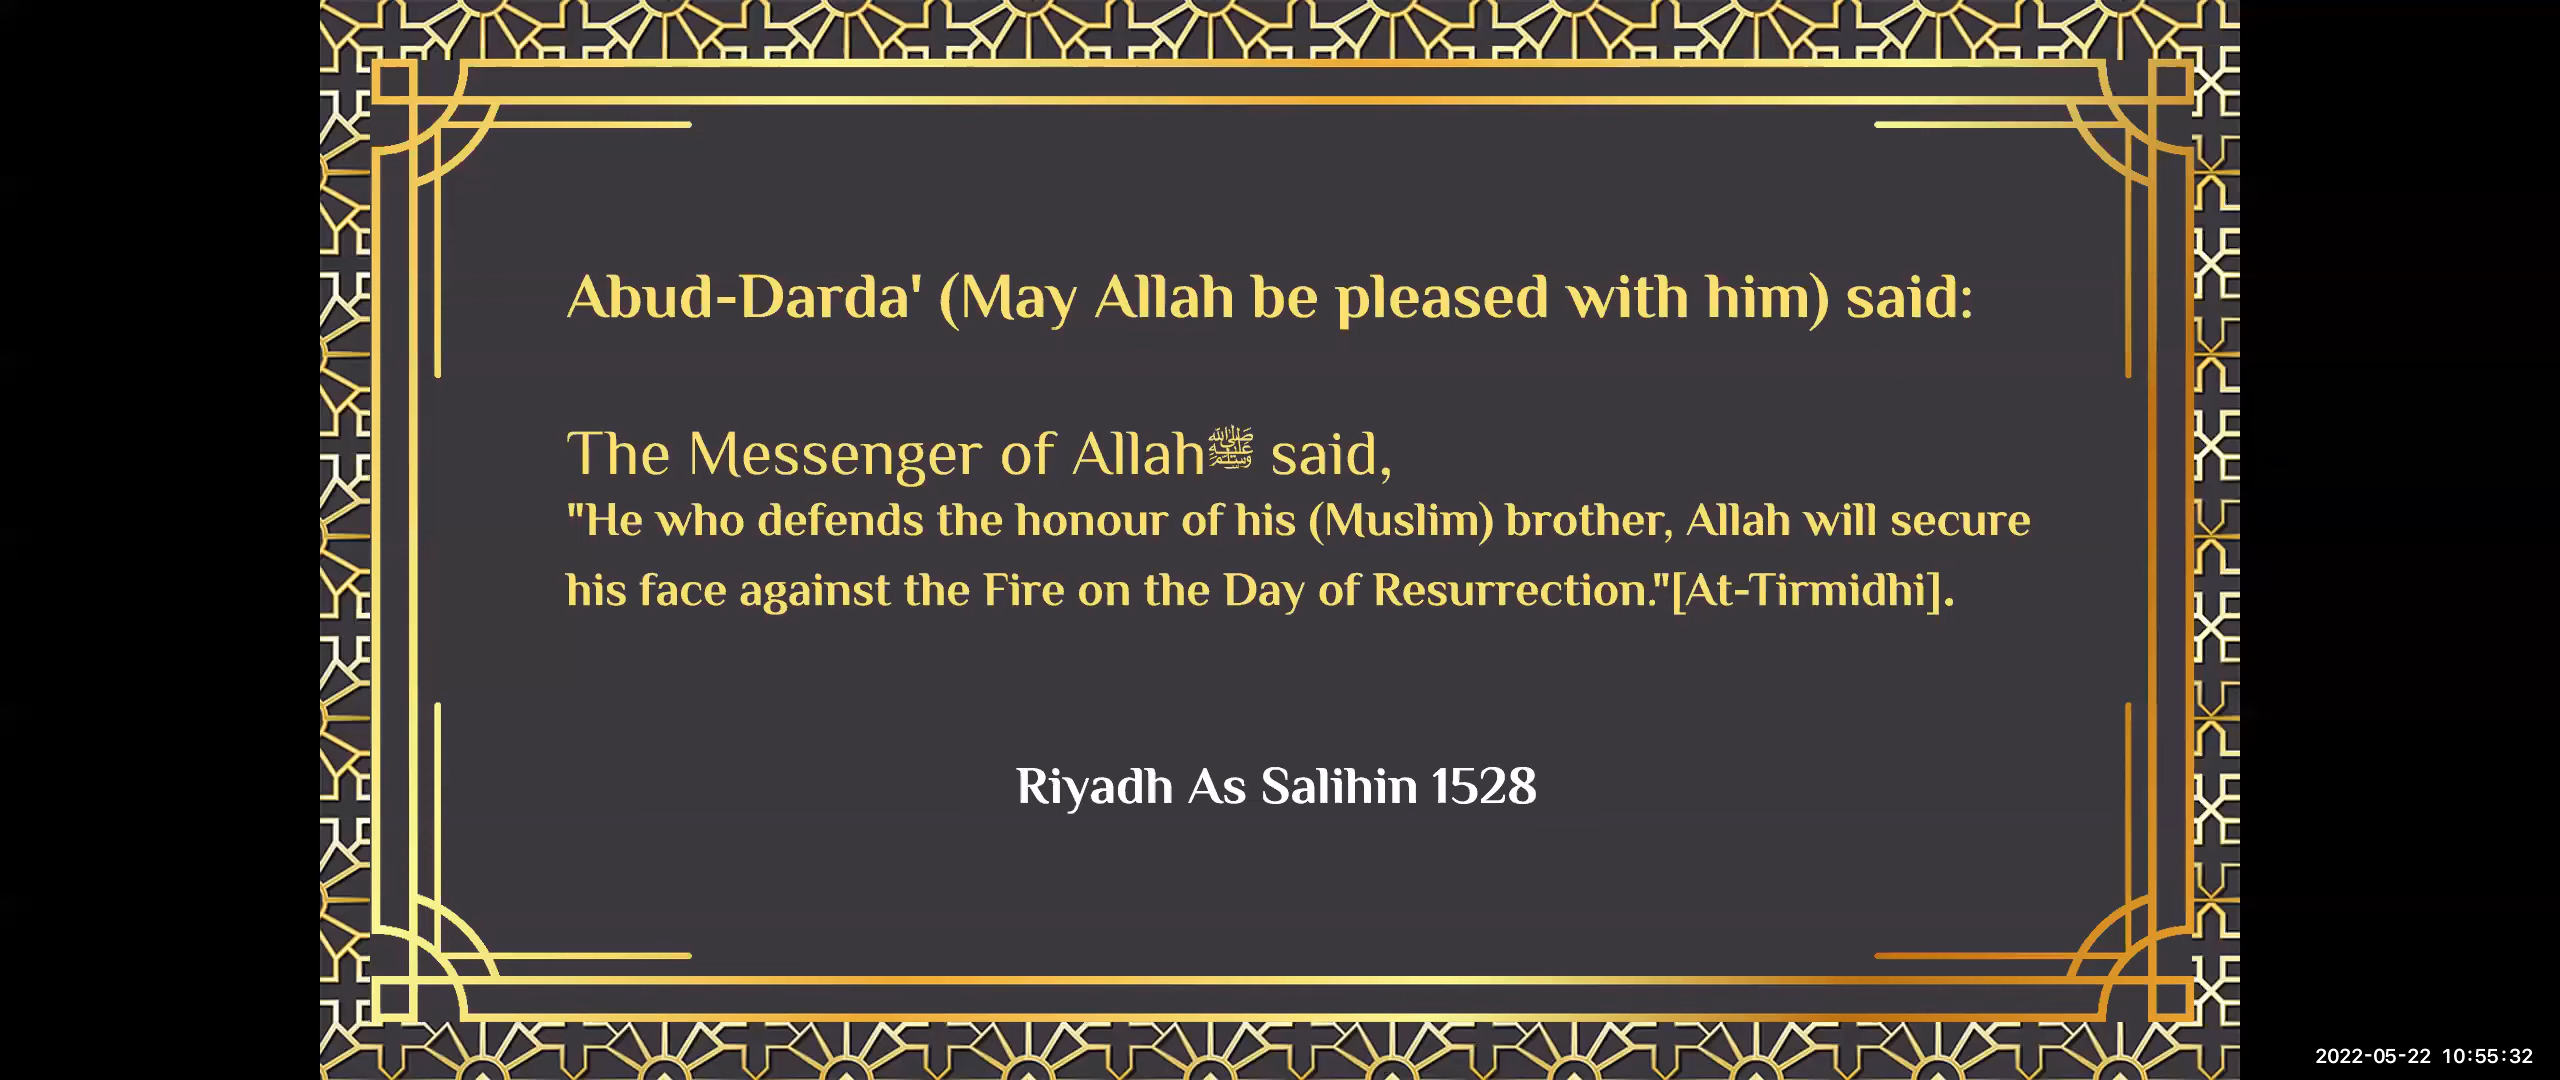 Abud-Darda' (May Allah be pleased with him) said:
The Messenger of Allahﷺ said,
"He who defends the honour of his (Muslim) brother, Allah will secure
his face against the Fire on the Day of Resurrection."[At-Tirmidhi].
Riyadh As Salihin 1528
2022-05-22 10:55:32